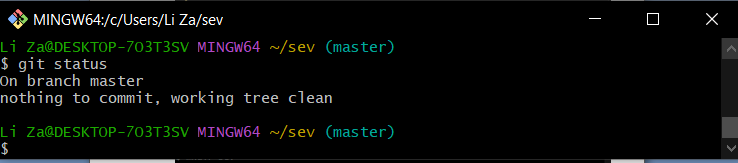 MINGW64:/c/Users/Li Za/sev
Li Za@DESKTOP-7O3T3SV MINGW64 ~/sev (master)
$ git status
On branch master
nothing to commit, working tree clean
Li Za@DESKTOP-7O3T3SV MINGW64 ~/sev (master)
$